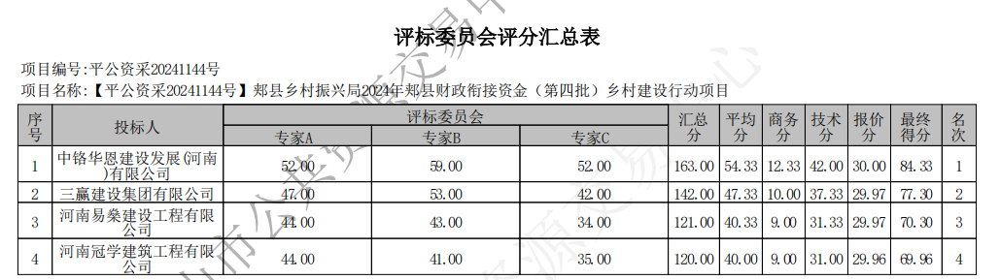 评标委员会评分汇总表
项目编号:平公资采20241144号
项目名称:【平公资采20241144号】郏县乡村振兴局2024年郏县财政衔接资金（第四批）乡村建设行动项目
序号 投标人 评标委员会 汇总分 平均分 商务分 技术分 报价分 最终得分 名次
专家A 专家B 专家C
1 中铬华恩建设发展(河南)有限公司 52.00 59.00 52.00 163.00 54.33 12.33 42.00 30.00 84.33 1
2 三赢建设集团有限公司 47.00 53.00 42.00 142.00 47.33 10.00 37.33 29.97 77.30 2
3 河南易燊建设工程有限公司 44.00 43.00 34.00 121.00 40.33 9.00 31.33 29.97 70.30 3
4 河南冠学建筑工程有限公司 44.00 41.00 35.00 120.00 40.00 9.00 31.00 29.96 69.96 4